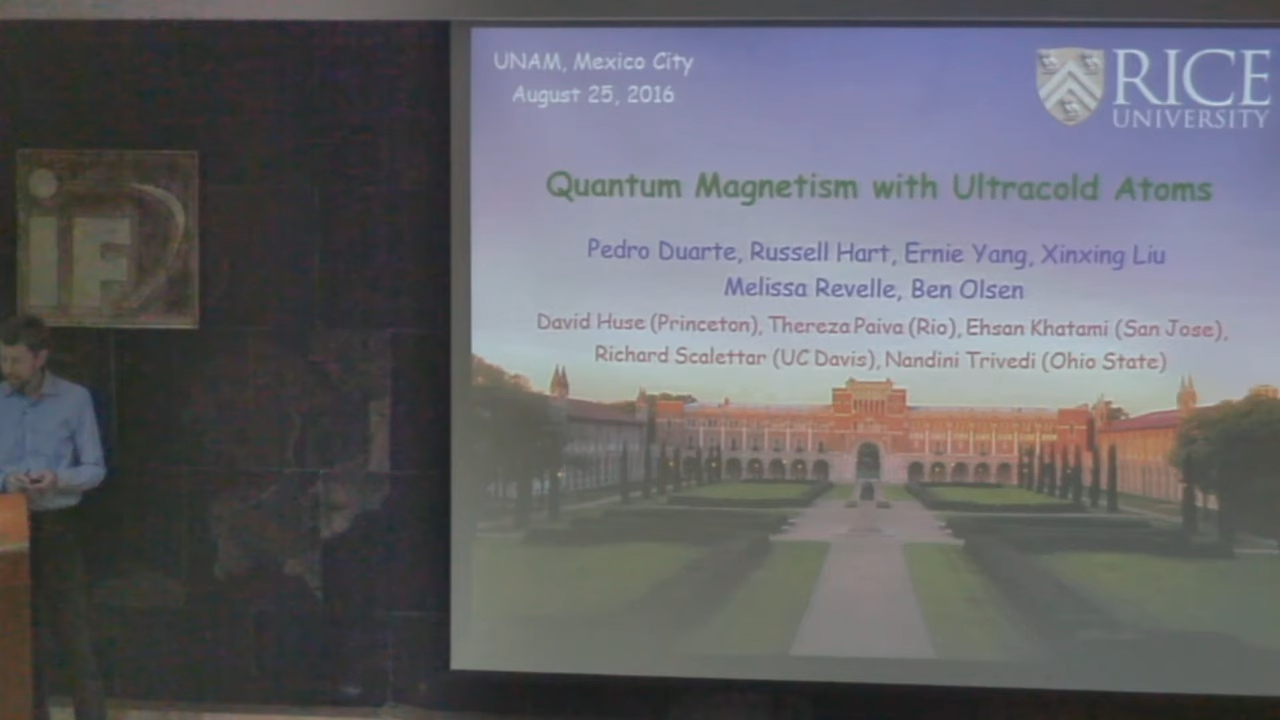 UNAM, Mexico City
August 25, 2016
RICE
UNIVERSITY
Quantum Magnetism with Ultracold Atoms
Pedro Duarte, Russell Hart, Ernie Yang, Xinxing Liu
Melissa Revelle, Ben Olsen
David Huse (Princeton), Thereza Paiva (Rio), Ehsan Khatami (San Jose),
Richard Scalettar (UC Davis), Nandini Trivedi (Ohio State)
iF